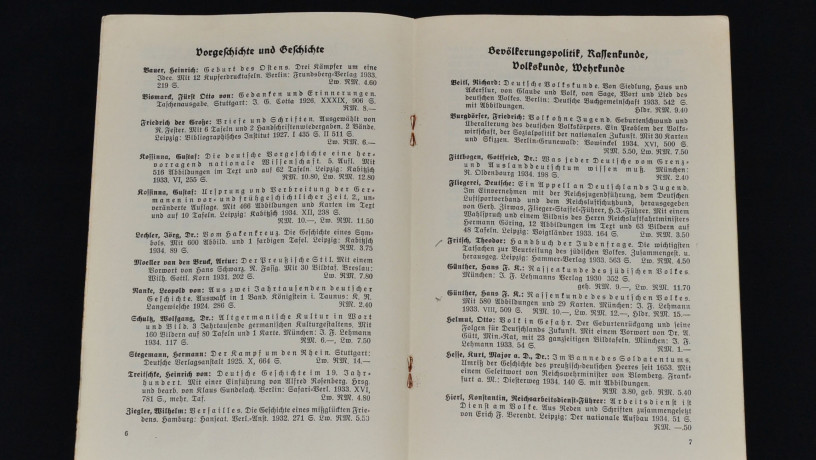 Vorgeschichte und Geschichte
Bauer, Heinrich: Geburt des Ostens. Drei Kämpfer um eine
Idee. Mit 12 Kupferdrucktafeln. Berlin: Frundsberg-Verlag 1933.
219 S. Lw. RM. 4.60
Bismarck, Fürst Otto von: Gedanken und Erinnerungen.
Taschenausgabe. Stuttgart: J. G. Cotta 1926. XXXIX, 906 S.
RM. 8.—
Friedrich der Große: Briefe und Schriften. Ausgewählt von
R. Fester. Mit 6 Tafeln und 2 Handschriftenwiedergaben. 2 Bände.
Leipzig: Bibliographisches Institut 1927. I 435 S. II 511 S.
Lw. RM. 6.—
Kossinna, Gustaf: Die deutsche Vorgeschichte eine her-
vorragend nationale Wissenschaft. 5. Aufl. Mit
516 Abbildungen im Text und auf 62 Tafeln. Leipzig: Kabitzsch
1933. VI, 255 S. RM. 10.80, Lw. RM. 12.80
Kossinna, Gustaf: Ursprung und Verbreitung der Ger-
manen in vor- und frühgeschichtlicher Zeit. 2., un-
veränderte Auflage. Mit 466 Abbildungen und Karten im Text
und auf 10 Tafeln. Leipzig: Kabitzsch 1934. XII, 238 S.
RM. 10.—, Lw. RM. 11.50
Lechler, Jörg, Dr.: Vom Hakenkreuz. Die Geschichte eines Sym-
bols. Mit 600 Abbild. und 1 farbigen Tafel. Leipzig: Kabitzsch
1934. 89 S. RM. 3.75
Moeller van den Bruck, Artur: Der Preußische Stil. Mit einem
Vorwort von Hans Schwarz. N. Fassg. Mit 30 Bildtaf. Breslau:
Wilh. Gottl. Korn 1931. 202 S. Lw. RM. 7.80
Ranke, Leopold von: Aus zwei Jahrtausenden deutscher
Geschichte. Auswahl in 1 Band. Königstein i. Taunus: K. R.
Langewiesche 1924. 286 S. RM. 2.40
Schultz, Wolfgang, Dr.: Altgermanische Kultur in Wort
und Bild. 3 Jahrtausende germanischen Kulturgestaltens. Mit
160 Bildern auf 80 Tafeln und 1 Karte. München: J. F. Lehmann
1934. 117 S. RM. 6.—, Lw. RM. 7.50
Stegemann, Hermann: Der Kampf um den Rhein. Stuttgart:
Deutsche Verlagsanstalt 1925. X, 664 S. Lw. RM. 14.—
Treitschke, Heinrich von: Deutsche Geschichte im 19. Jahr-
hundert. Mit einer Einführung von Alfred Rosenberg. Hrsg.
und bearb. von Klaus Gundelach. Berlin: Safari-Verl. 1933. XVI,
781 S., mehr. Taf. Lw. RM. 4.80
Ziegler, Wilhelm: Versailles. Die Geschichte eines mißglückten Frie-
dens. Hamburg: Hanseat. Verl.-Anst. 1932. 271 S. Lw. RM.
6
Bevölkerungspolitik, Rassenkunde,
Volkskunde, Wehrkunde
Beitl, Richard: Deutsche Volkskunde. Von Siedlung, Haus und
Ackerflur, von Glaube und Volk, von Sage, Wort und Lied des
deutschen Volkes. Berlin: Deutsche Buchgemeinschaft 1933. 542 S.
mit Abbildungen. Hldr. RM. 9.40
Burgdörfer, Friedrich: Volk ohne Jugend. Geburtenschwund und
Überalterung des deutschen Volkskörpers. Ein Problem der Volks-
wirtschaft, der Sozialpolitik der nationalen Zukunft. Mit 30 Karten
und Skizzen. Berlin-Grunewald: Vowinckel 1934. XVI, 500 S.
RM. 5.50, Lw. RM. 7.50
Fittbogen, Gottfried, Dr.: Was jeder Deutsche vom Grenz-
und Auslanddeutschtum wissen muß. München:
R. Oldenbourg 1934. 198 S. RM. 2.40
Fliegerei, Deutsche: Ein Appell an Deutschlands Jugend.
Im Einvernehmen mit der Reichsjugendführung, dem Deutschen
Luftsportverband und dem Reichsluftschutzbund, herausgegeben
von Gerh. Zirwas, Flieger-Staffel-Führer, H.J.-Führer. Mit einem
Wahlspruch und einem Bildnis des Herrn Reichsluftfahrtministers
Hermann Göring, 12 Abbildungen im Text und 63 Bildern auf
48 Tafeln. Leipzig: Voigtländer 1933. 164 S. Lw. RM. 3.50
Fritsch, Theodor: Handbuch der Judenfrage. Die wichtigsten
Tatsachen zur Beurteilung des jüdischen Volkes. Zusammengest. u.
herausgeg. Leipzig: Hammer-Verlag 1933. 563 S. Lw. RM. 4.50
Günther, Hans F. K.: Rassenkunde des jüdischen Volkes.
München: J. F. Lehmanns Verlag 1930. 352 S.
geh. RM. 9.—, Lw. RM. 11.70
Günther, Hans F. K.: Rassenkunde des deutschen Volkes.
Mit 580 Abbildungen und 29 Karten. München: J. F. Lehmann
1933. VIII, 509 S. RM. 10.—, Lw. RM. 12.—, Hldr. RM. 15.—
Helmut, Otto: Volk in Gefahr. Der Geburtenrückgang und seine
Folgen für Deutschlands Zukunft. Mit einem Vorwort von Dr. A.
Gütt, Min.-Rat, mit 23 ganzseitigen Bildtafeln. München: J. F.
Lehmann 1933. 54 S. RM. 1.—
Hesse, Kurt, Major a. D., Dr.: Im Banne des Soldatentums.
Umriß der Geschichte des preußisch-deutschen Heeres seit 1653. Mit
einem Geleitwort von Reichswehrminister von Blomberg. Frank-
furt a. M.: Diesterweg 1934. 140 S. mit Abbildungen.
RM. 3.80, geb. RM. 5.40
Hierl, Konstantin, Reichsarbeitsdienst-Führer: Arbeitsdienst ist
Dienst am Volke. Aus Reden und Schriften zusammengesetzt
von Erich F. Berendt. Leipzig: Der nationale Aufbau 1934. 51 S.
RM. —.50
7